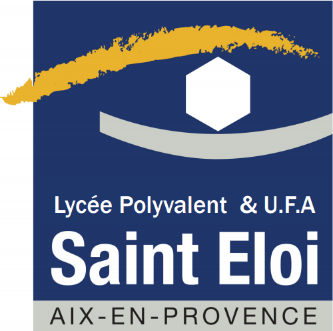 Lycée Polyvalent & U.F.A
Saint Eloi
AIX-EN-PROVENCE